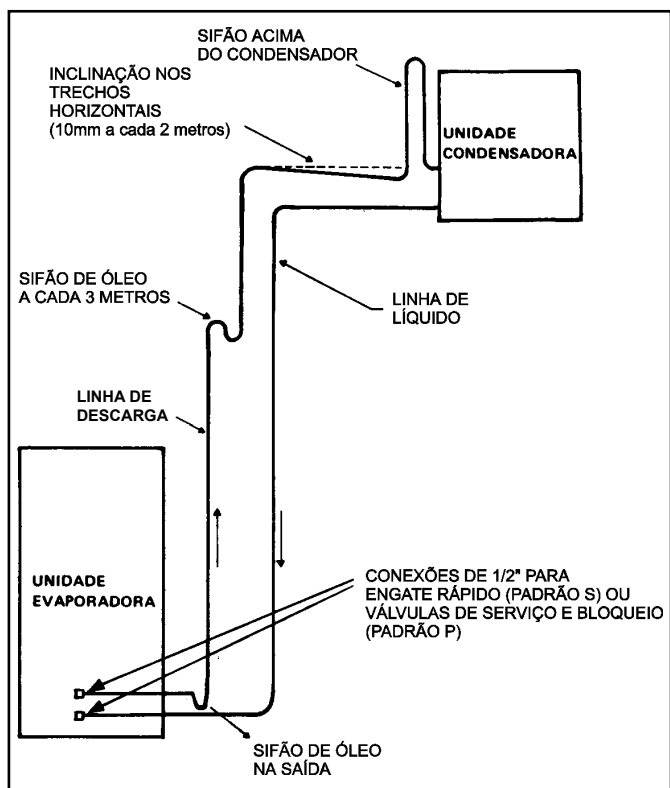 SIFÃO ACIMA
DO CONDENSADOR
INCLINAÇÃO NOS
TRECHOS
HORIZONTAIS
(10mm a cada 2 metros)
UNIDADE
CONDENSADORA
SIFÃO DE ÓLEO
A CADA 3 METROS
LINHA DE
LÍQUIDO
LINHA DE
DESCARGA
UNIDADE
EVAPORADORA
CONEXÕES DE 1/2" PARA
ENGATE RÁPIDO (PADRÃO S) OU
VÁLVULAS DE SERVIÇO E BLOQUEIO
(PADRÃO P)
SIFÃO DE ÓLEO
NA SAÍDA